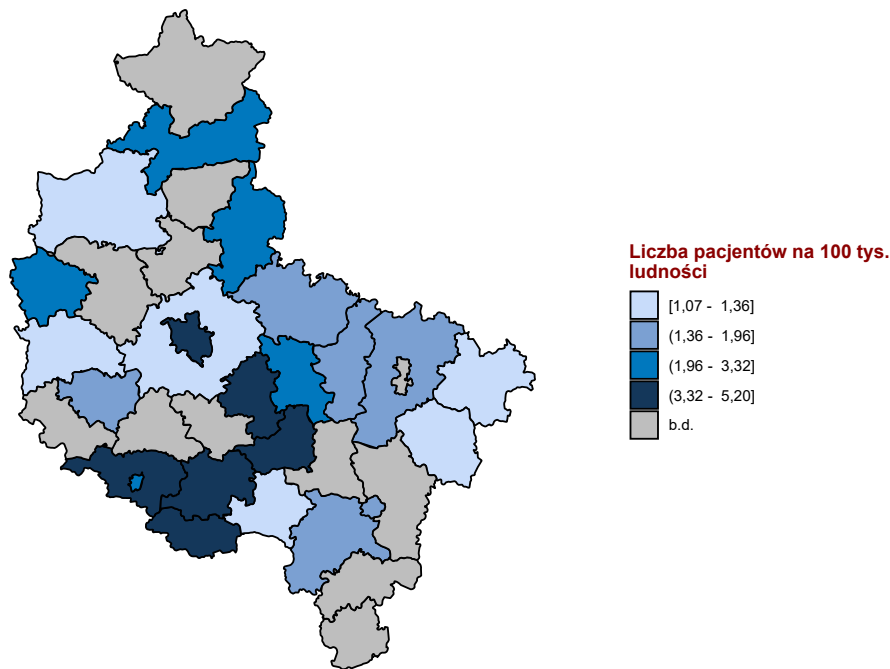 Liczba pacjentów na 100 tys.
ludności
[1,07 - 1,36]
(1,36 - 1,96]
(1,96 - 3,32]
(3,32 - 5,20]
b.d.